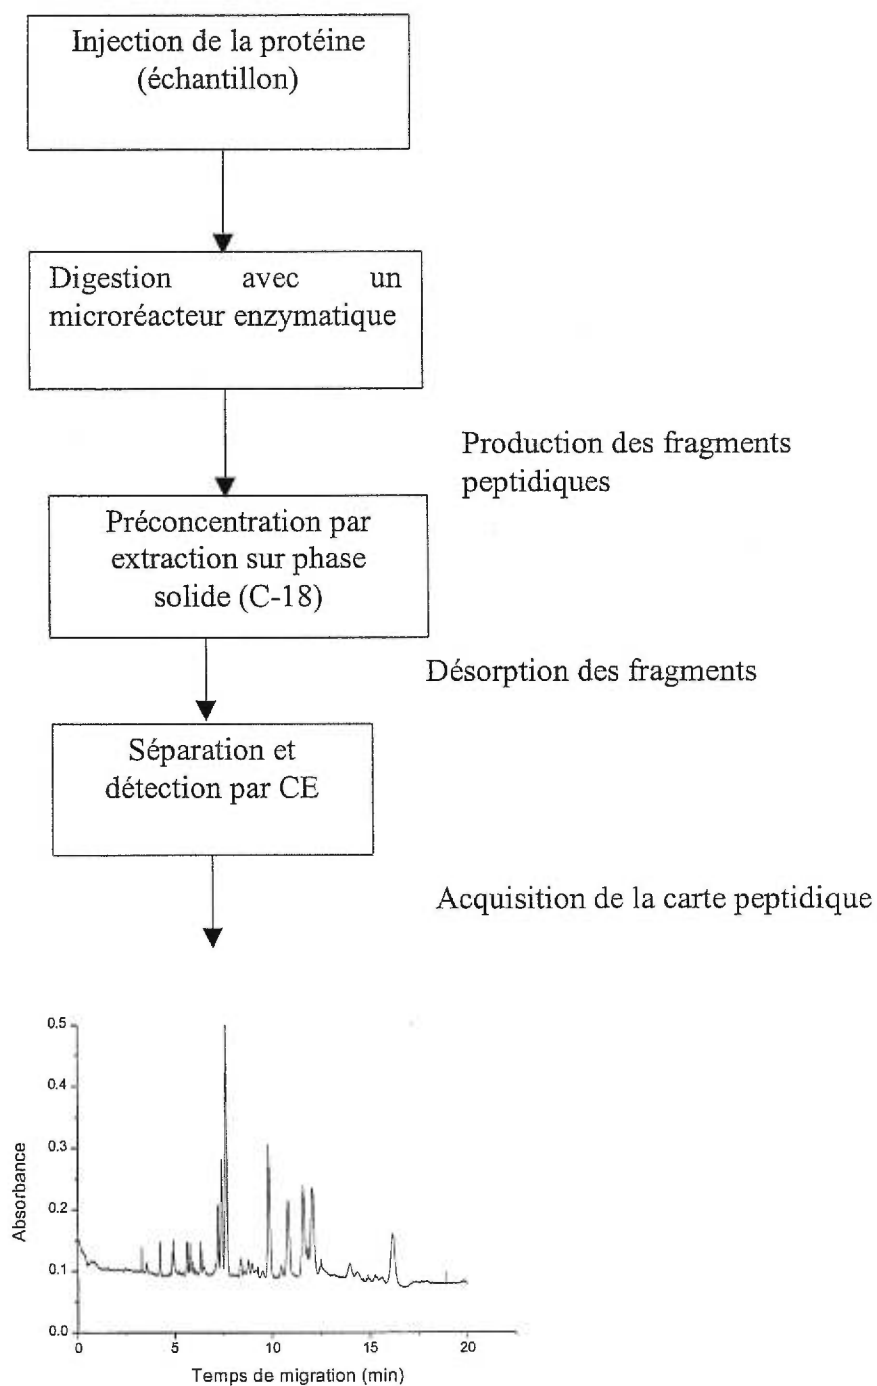 Injection de la protéine
(échantillon)
Digestion avec un
microréacteur enzymatique
Production des fragments
peptidiques
Préconcentration par
extraction sur phase
solide (C-18)
Désorption des fragments
Séparation et
détection par CE
Acquisition de la carte peptidique
0.5
0.4
0.3
0.2
0.1
0.0
Absorbance
0 5 10 15 20
Temps de migration (min)